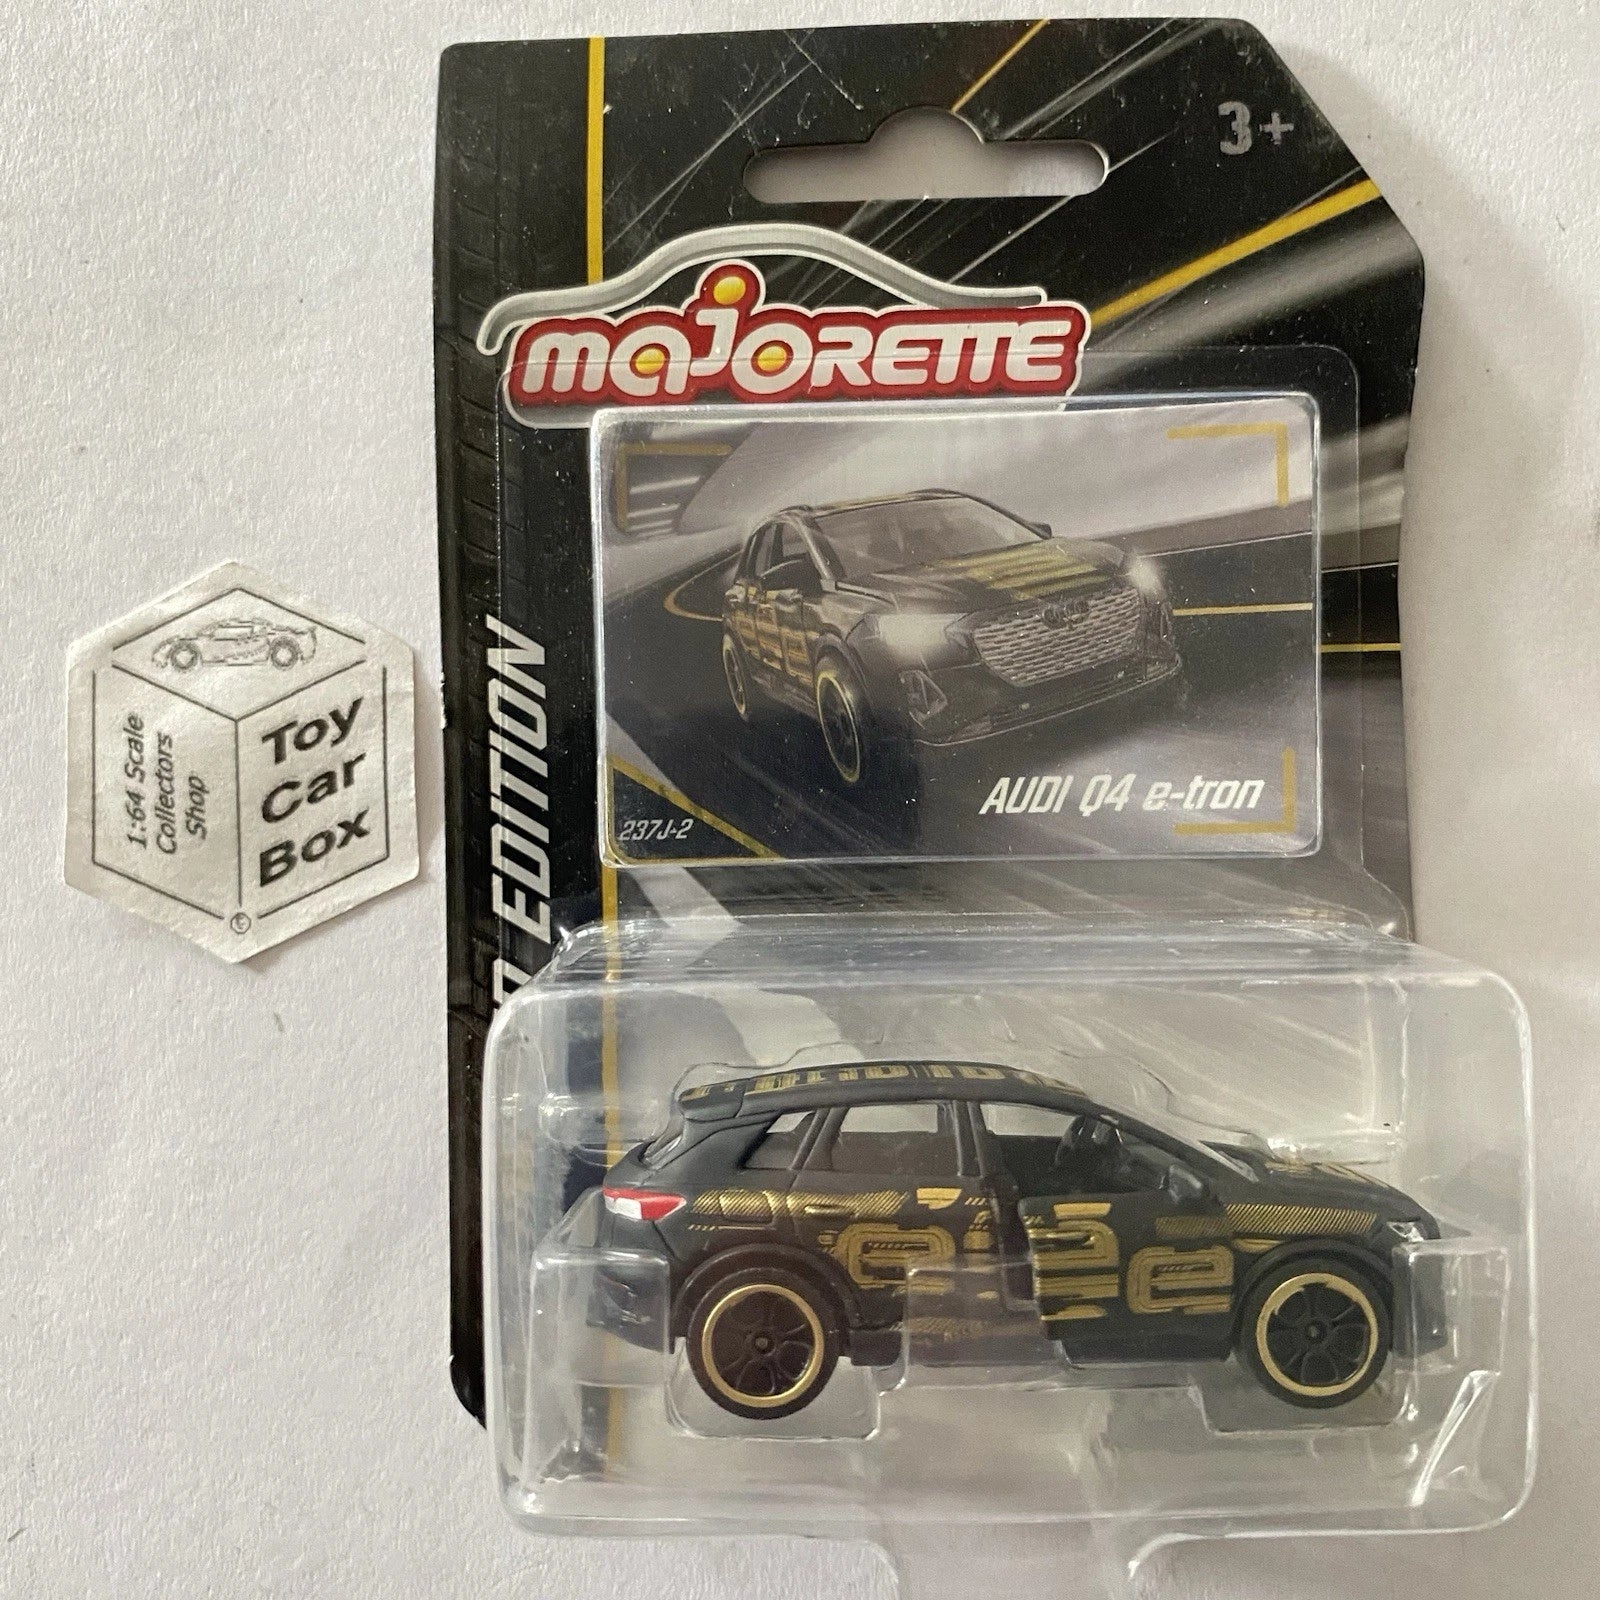 3+
MAJORETTE
AUDI Q4 e-tron
237J-2
EDITION
1:64 Scale
Collectors
Shop
Toy
Car
Box